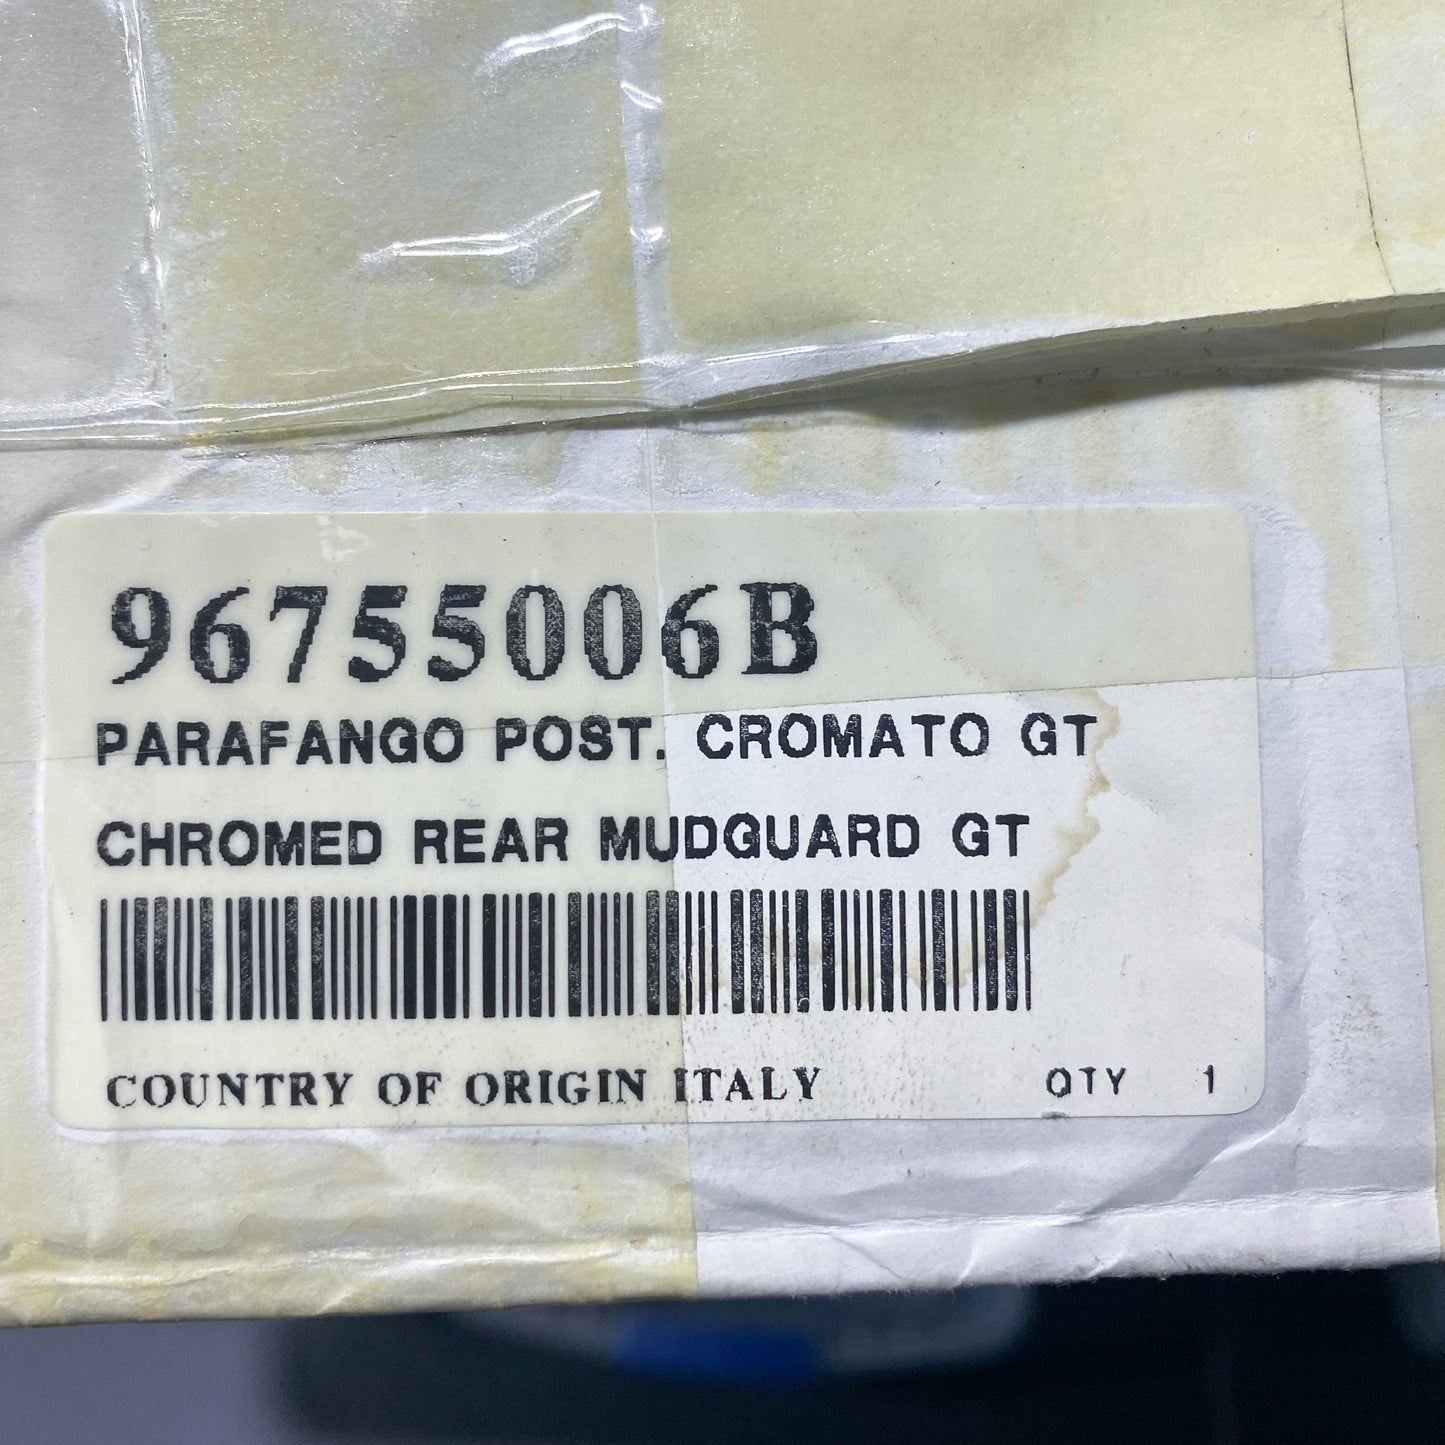 96755006B
PARAFANGO POST. CROMATO GT
CHROMED REAR MUDGUARD GT
COUNTRY OF ORIGIN ITALY QTY 1